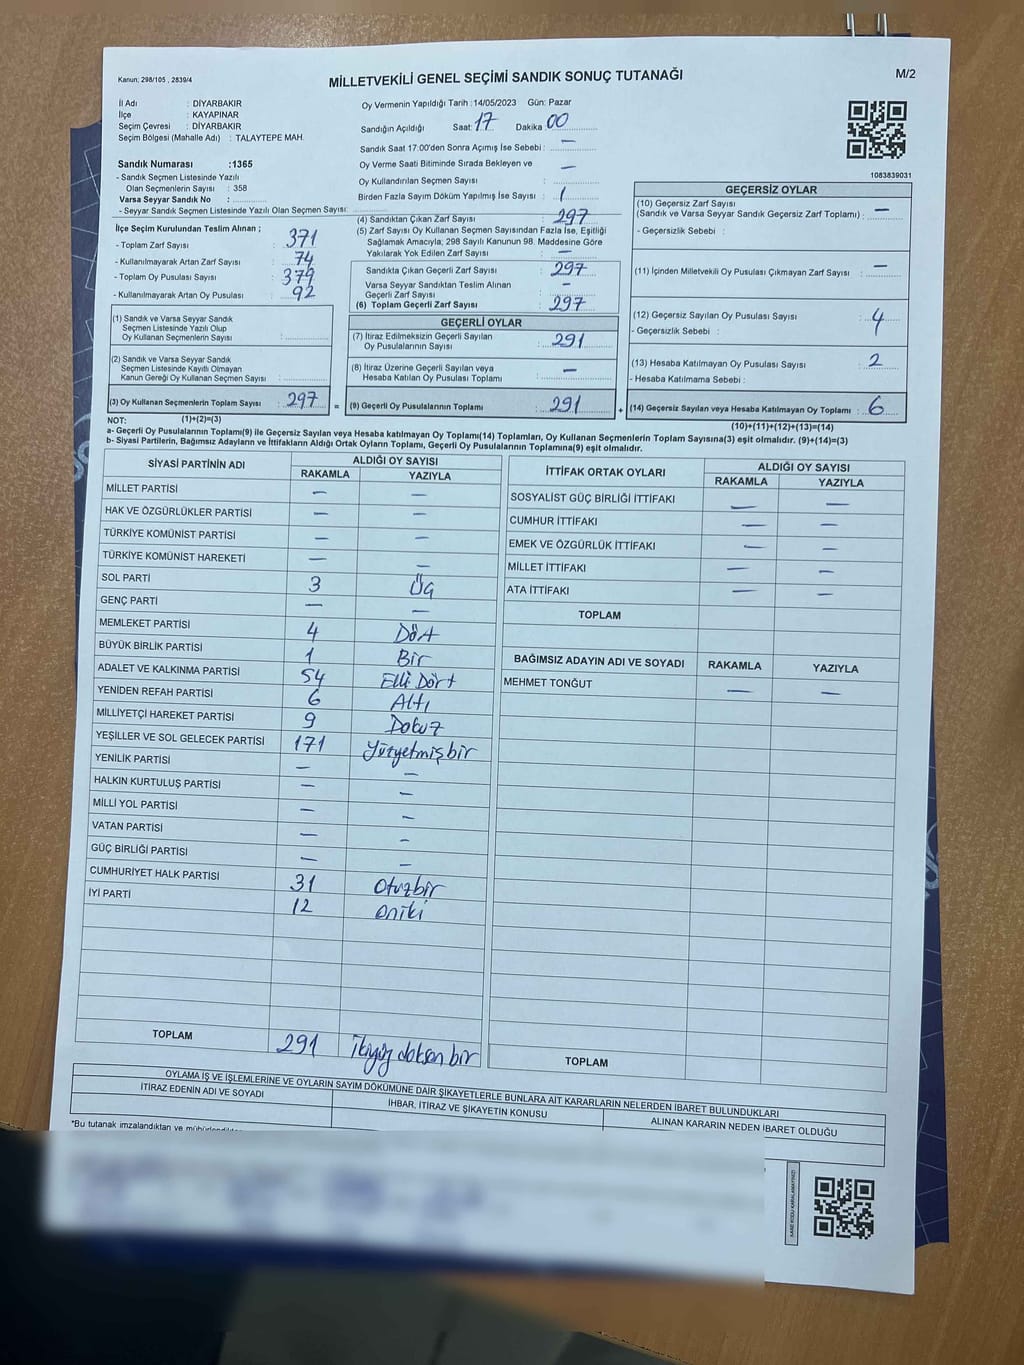 Kanun; 298/105 , 2839/4
MİLLETVEKİLİ GENEL SEÇİMİ SANDIK SONUÇ TUTANAĞI
M/2
İl Adı : DİYARBAKIR
İlçe : KAYAPINAR
Seçim Çevresi : DİYARBAKIR
Seçim Bölgesi (Mahalle Adı) : TALAYTEPE MAH.
Sandık Numarası :1365
- Sandık Seçmen Listesinde Yazılı
Olan Seçmenlerin Sayısı : 358
Varsa Seyyar Sandık No :
- Seyyar Sandık Seçmen Listesinde Yazılı Olan Seçmen Sayısı:
İlçe Seçim Kurulundan Teslim Alınan ;
- Toplam Zarf Sayısı : 371
- Kullanılmayarak Artan Zarf Sayısı : 74
- Toplam Oy Pusulası Sayısı : 379
- Kullanılmayarak Artan Oy Pusulası : 92
(1) Sandık ve Varsa Seyyar Sandık
Seçmen Listesinde Yazılı Olup
Oy Kullanan Seçmenlerin Sayısı :
(2) Sandık ve Varsa Seyyar Sandık
Seçmen Listesinde Kayıtlı Olmayan
Kanun Gereği Oy Kullanan Seçmen Sayısı :
(3) Oy Kullanan Seçmenlerin Toplam Sayısı : 297 =
(1)+(2)=(3)
Oy Vermenin Yapıldığı Tarih :14/05/2023 Gün: Pazar
Sandığın Açıldığı Saat: 17 Dakika : 00
Sandık Saat 17:00'den Sonra Açımış İse Sebebi : —
Oy Verme Saati Bitiminde Sırada Bekleyen ve —
Oy Kullandırılan Seçmen Sayısı :
Birden Fazla Sayım Döküm Yapılmış İse Sayısı : 1
(4) Sandıktan Çıkan Zarf Sayısı : 297
(5) Zarf Sayısı Oy Kullanan Seçmen Sayısından Fazla İse, Eşitliği
Sağlamak Amacıyla; 298 Sayılı Kanunun 98. Maddesine Göre
Yakılarak Yok Edilen Zarf Sayısı : —
Sandıkta Çıkan Geçerli Zarf Sayısı : 297
Varsa Seyyar Sandıktan Teslim Alınan
Geçerli Zarf Sayısı : —
(6) Toplam Geçerli Zarf Sayısı : 297
GEÇERLİ OYLAR
(7) İtiraz Edilmeksizin Geçerli Sayılan
Oy Pusulalarının Sayısı : 291
(8) İtiraz Üzerine Geçerli Sayılan veya
Hesaba Katılan Oy Pusulası Toplamı : —
(9) Geçerli Oy Pusulalarının Toplamı : 291 +
1083839031
GEÇERSİZ OYLAR
(10) Geçersiz Zarf Sayısı
(Sandık ve Varsa Seyyar Sandık Geçersiz Zarf Toplamı) : —
- Geçersizlik Sebebi :
(11) İçinden Milletvekili Oy Pusulası Çıkmayan Zarf Sayısı : —
(12) Geçersiz Sayılan Oy Pusulası Sayısı : 4
- Geçersizlik Sebebi :
(13) Hesaba Katılmayan Oy Pusulası Sayısı : 2
- Hesaba Katılmama Sebebi :
(14) Geçersiz Sayılan veya Hesaba Katılmayan Oy Toplamı : 6
(10)+(11)+(12)+(13)=(14)
NOT:
a- Geçerli Oy Pusulalarının Toplamı(9) ile Geçersiz Sayılan veya Hesaba katılmayan Oy Toplamı(14) Toplamları, Oy Kullanan Seçmenlerin Toplam Sayısına(3) eşit olmalıdır. (9)+(14)=(3)
b- Siyasi Partilerin, Bağımsız Adayların ve İttifakların Aldığı Ortak Oyların Toplamı, Geçerli Oy Pusulalarının Toplamına(9) eşit olmalıdır.
SİYASİ PARTİNİN ADI ALDIĞI OY SAYISI
RAKAMLA YAZIYLA
MİLLET PARTİSİ — —
HAK VE ÖZGÜRLÜKLER PARTİSİ — —
TÜRKİYE KOMÜNİST PARTİSİ — —
TÜRKİYE KOMÜNİST HAREKETİ — —
SOL PARTİ 3 Üç
GENÇ PARTİ — —
MEMLEKET PARTİSİ 4 Dört
BÜYÜK BİRLİK PARTİSİ 1 Bir
ADALET VE KALKINMA PARTİSİ 54 Elli Dört
YENİDEN REFAH PARTİSİ 6 Altı
MİLLİYETÇİ HAREKET PARTİSİ 9 Dokuz
YEŞİLLER VE SOL GELECEK PARTİSİ 171 Yüzyetmişbir
YENİLİK PARTİSİ — —
HALKIN KURTULUŞ PARTİSİ — —
MİLLİ YOL PARTİSİ — —
VATAN PARTİSİ — —
GÜÇ BİRLİĞİ PARTİSİ — —
CUMHURİYET HALK PARTİSİ 31 Otuzbir
İYİ PARTİ 12 Oniki
TOPLAM 291 İkiyüz doksan bir
İTTİFAK ORTAK OYLARI ALDIĞI OY SAYISI
RAKAMLA YAZIYLA
SOSYALİST GÜÇ BİRLİĞİ İTTİFAKI — —
CUMHUR İTTİFAKI — —
EMEK VE ÖZGÜRLÜK İTTİFAKI — —
MİLLET İTTİFAKI — —
ATA İTTİFAKI — —
TOPLAM
BAĞIMSIZ ADAYIN ADI VE SOYADI RAKAMLA YAZIYLA
MEHMET TONĞUT — —
TOPLAM
OYLAMA İŞ VE İŞLEMLERİNE VE OYLARIN SAYIM DÖKÜMÜNE DAİR ŞİKAYETLERLE BUNLARA AİT KARARLARIN NELERDEN İBARET BULUNDUKLARI
İTİRAZ EDENİN ADI VE SOYADI İHBAR, İTİRAZ VE ŞİKAYETİN KONUSU ALINAN KARARIN NEDEN İBARET OLDUĞU
*Bu tutanak imzalandıktan ve
KARE KODU KARALAMAYINIZ!